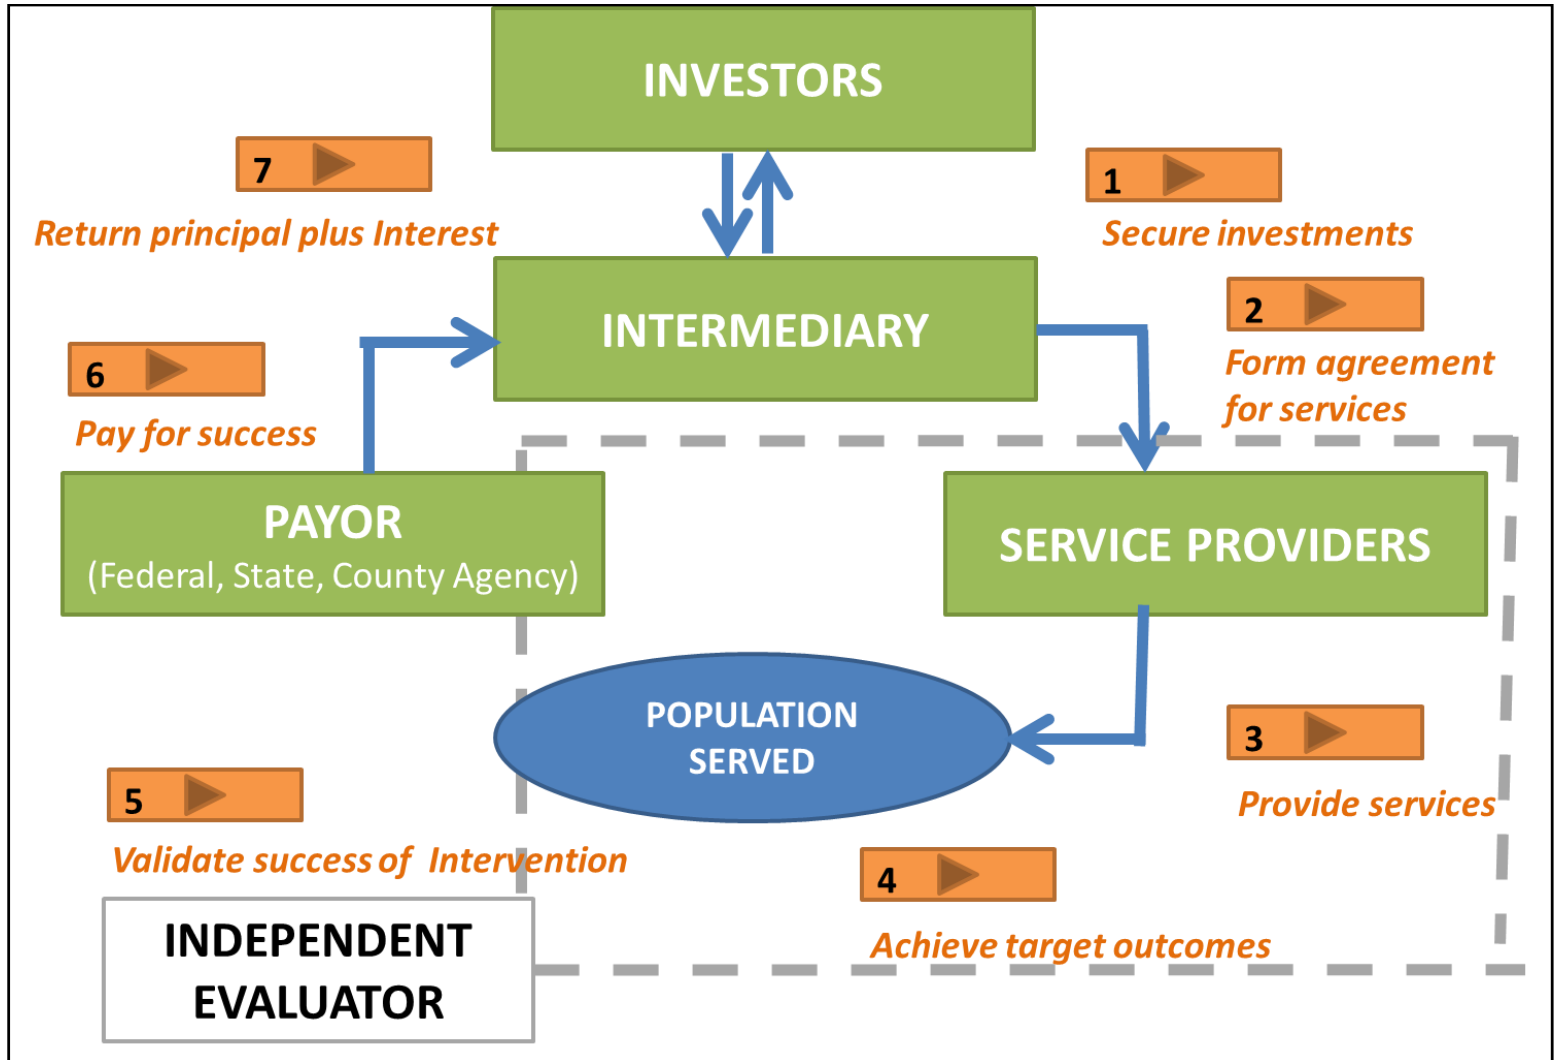 INVESTORS
7
Return principal plus Interest
1
Secure investments
INTERMEDIARY
2
Form agreement
for services
6
Pay for success
PAYOR
(Federal, State, County Agency)
SERVICE PROVIDERS
POPULATION
SERVED
3
Provide services
5
Validate success of Intervention
4
Achieve target outcomes
INDEPENDENT
EVALUATOR